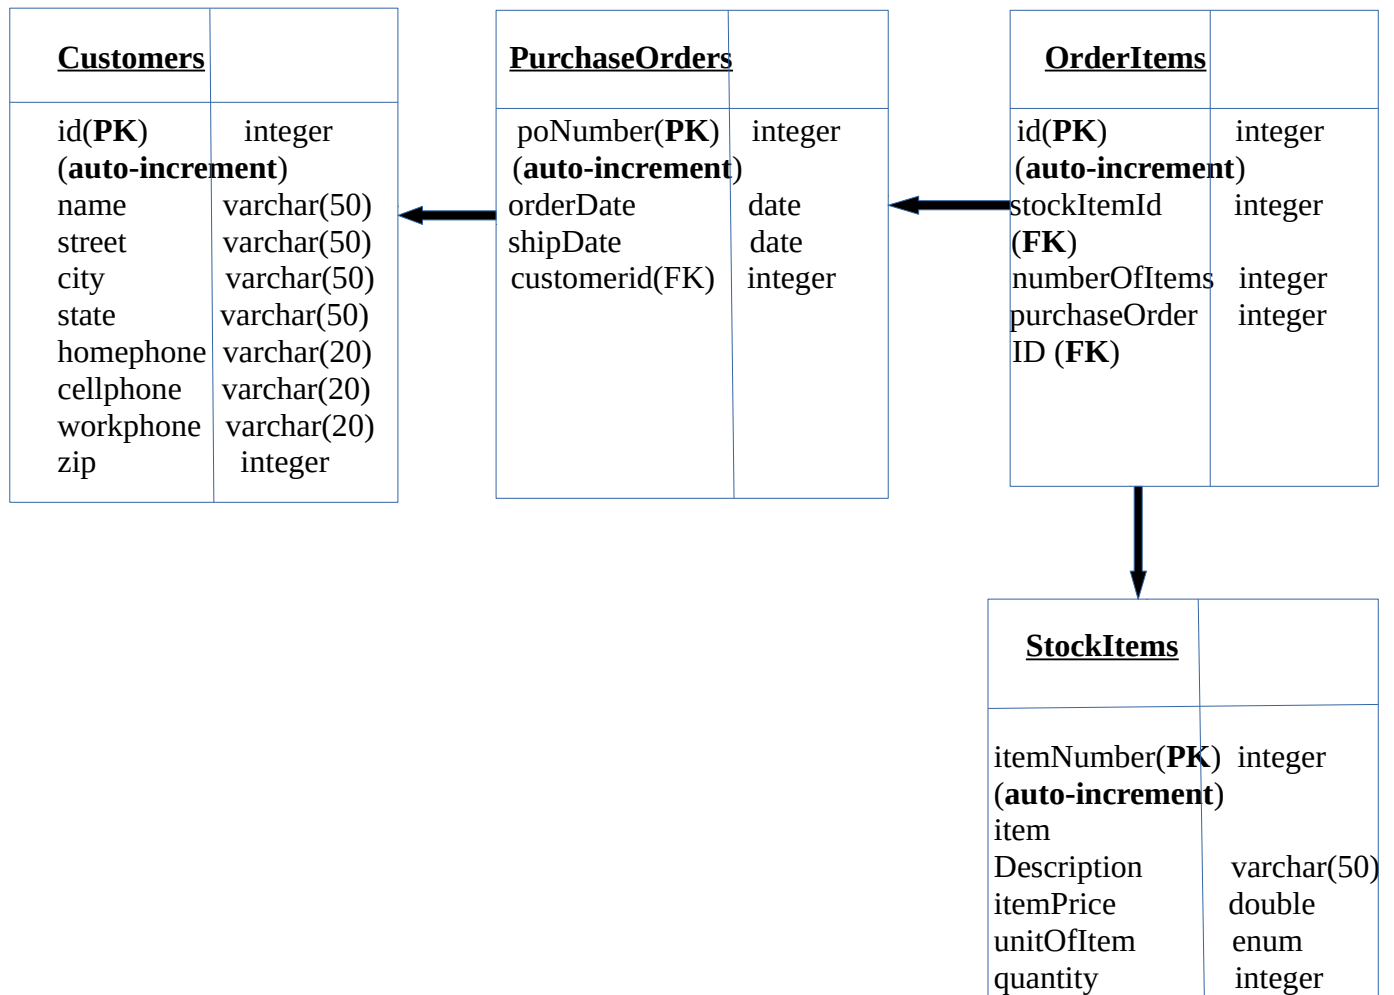 Customers
id(PK) integer
(auto-increment)
name varchar(50)
street varchar(50)
city varchar(50)
state varchar(50)
homephone varchar(20)
cellphone varchar(20)
workphone varchar(20)
zip integer
PurchaseOrders
poNumber(PK) integer
(auto-increment)
orderDate date
shipDate date
customerid(FK) integer
OrderItems
id(PK) integer
(auto-increment)
stockItemId integer
(FK)
numberOfItems integer
purchaseOrder integer
ID (FK)
StockItems
itemNumber(PK) integer
(auto-increment)
item
Description varchar(50)
itemPrice double
unitOfItem enum
quantity integer